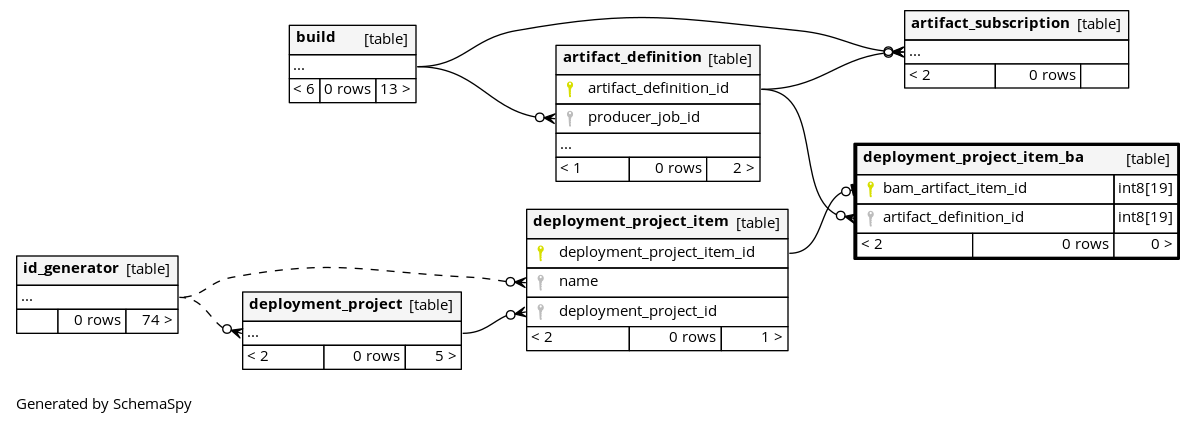 build [table]
...
< 6 0 rows 13 >
artifact_definition [table]
artifact_definition_id
producer_job_id
...
< 1 0 rows 2 >
artifact_subscription [table]
...
< 2 0 rows
deployment_project_item_ba [table]
bam_artifact_item_id int8[19]
artifact_definition_id int8[19]
< 2 0 rows 0 >
deployment_project_item [table]
deployment_project_item_id
name
deployment_project_id
< 2 0 rows 1 >
id_generator [table]
...
0 rows 74 >
deployment_project [table]
...
< 2 0 rows 5 >
Generated by SchemaSpy